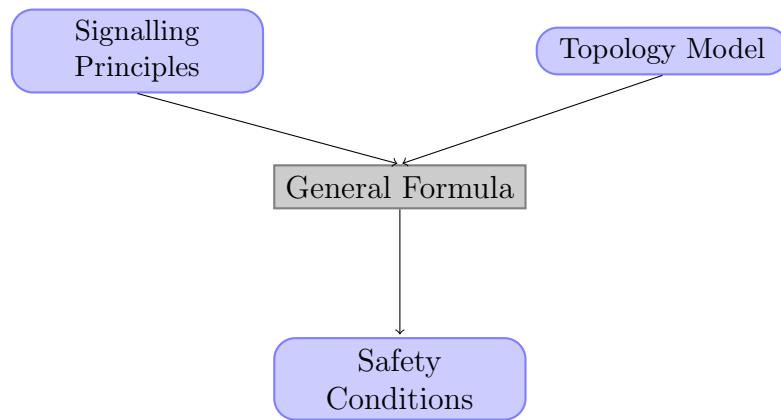 Signalling
Principles
Topology Model
General Formula
Safety
Conditions